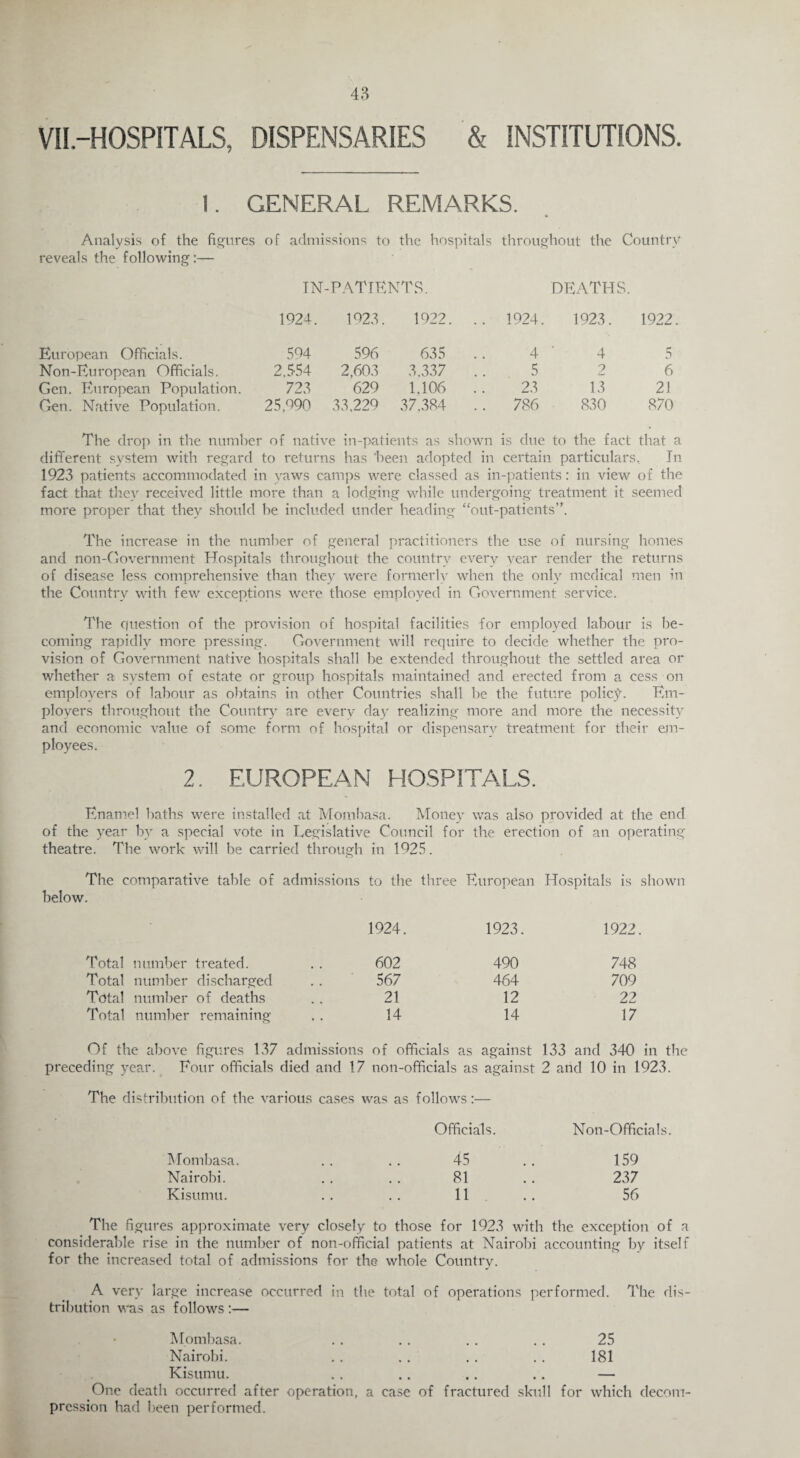 43
VII.-HOSPITALS, DISPENSARIES & INSTITUTIONS.
1. GENERAL REMARKS.
Analysis of the figures of admissions to the hospitals throughout the Country
reveals the following:—
IN-PATIENTS. DEATHS.
1924. 1923. 1922. .. 1924. 1923. 1922.
European Officials. 594 596 635 .. 4 4 5
Non-European Officials. 2,554 2,603 3,337 .. 5 2 6
Gen. European Population. 723 629 1,106 .. 23 13 21
Gen. Native Population. 25,990 33,229 37,384 .. 786 830 870
The drop in the number of native in-patients as shown is due to the fact that a
different system with regard to returns has been adopted in certain particulars. In
1923 patients accommodated in yaws camps were classed as in-patients: in view of the
fact that they received little more than a lodging while undergoing treatment it seemed
more proper that they should be included under heading “out-patients”.
The increase in the number of general practitioners the use of nursing homes
and non-Government Hospitals throughout the country every year render the returns
of disease less comprehensive than they were formerly when the only medical men in
the Country with few exceptions were those employed in Government service.
The question of the provision of hospital facilities for employed labour is be-
coming rapidly more pressing. Government will require to decide whether the pro-
vision of Government native hospitals shall be extended throughout the settled area or
whether a system of estate or group hospitals maintained and erected from a cess on
employers of labour as obtains in other Countries shall be the future policy. Em-
ployers throughout the Country are every day realizing more and more the necessity
and economic value of some form of hospital or dispensary treatment for their em-
ployees.
2. EUROPEAN HOSPITALS.
Enamel baths were installed at Mombasa. Money was also provided at the end
of the year by a special vote in Legislative Council for the erection of an operating
theatre. The work will be carried through in 1925.
The comparative table of admissions to the three European Hospitals is shown
below.
1924. 1923. 1922.
Total number treated. .. 602 490 748
Total number discharged .. 567 464 709
Total number of deaths .. 21 12 22
Total number remaining .. 14 14 17
Of the above figures 137 admissions of officials as against 133 and 340 in the
preceding year. Four officials died and 17 non-officials as against 2 and 10 in 1923.
The distribution of the various cases was as follows:—
Officials. Non-Officials.
Mombasa. .. .. 45 .. 159
Nairobi. .. .. 81 .. 237
Kisumu. .. .. 11 .. 56
The figures approximate very closely to those for 1923 with the exception of a
considerable rise in the number of non-official patients at Nairobi accounting by itself
for the increased total of admissions for the whole Country.
A very large increase occurred in the total of operations performed. The dis-
tribution was as follows:—
Mombasa. .. .. .. .. 25
Nairobi. .. .. .. .. 181
Kisumu. .. .. .. .. —
One death occurred after operation, a case of fractured skull for which decom-
pression had been performed.